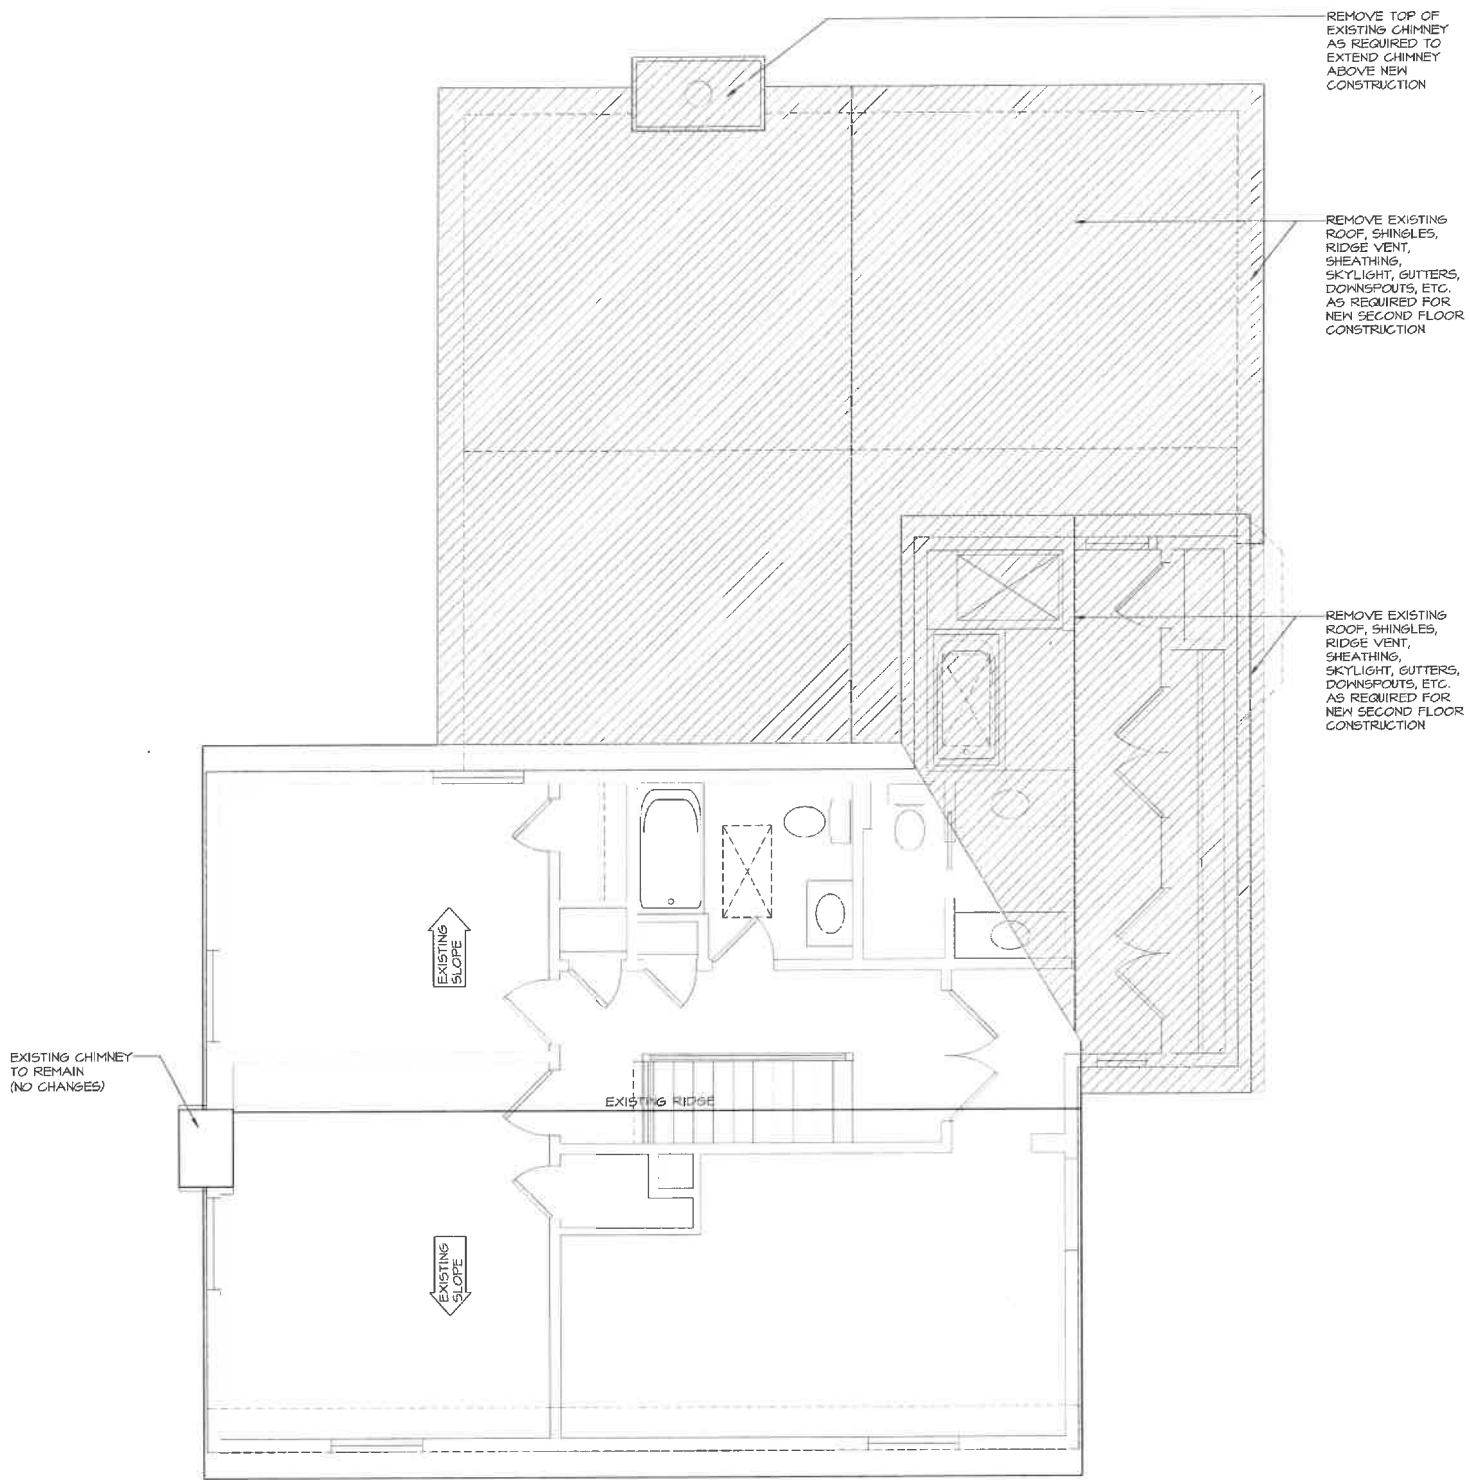 REMOVE TOP OF
EXISTING CHIMNEY
AS REQUIRED TO
EXTEND CHIMNEY
ABOVE NEW
CONSTRUCTION
REMOVE EXISTING
ROOF, SHINGLES,
RIDGE VENT,
SHEATHING,
SKYLIGHT, GUTTERS,
DOWNSPOUTS, ETC.
AS REQUIRED FOR
NEW SECOND FLOOR
CONSTRUCTION
REMOVE EXISTING
ROOF, SHINGLES,
RIDGE VENT,
SHEATHING,
SKYLIGHT, GUTTERS,
DOWNSPOUTS, ETC.
AS REQUIRED FOR
NEW SECOND FLOOR
CONSTRUCTION
EXISTING
SLOPE
EXISTING CHIMNEY
TO REMAIN
(NO CHANGES)
EXISTING RIDGE
EXISTING
SLOPE